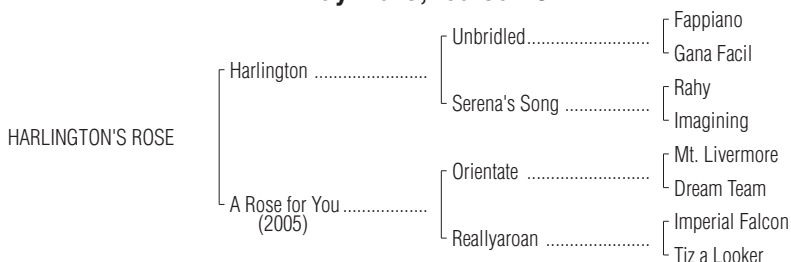 Fappiano
Unbridled
Gana Facil
Harlington
Rahy
Serena's Song
Imagining
HARLINGTON'S ROSE
Mt. Livermore
Orientate
Dream Team
A Rose for You
(2005)
Imperial Falcon
Reallyaroan
Tiz a Looker